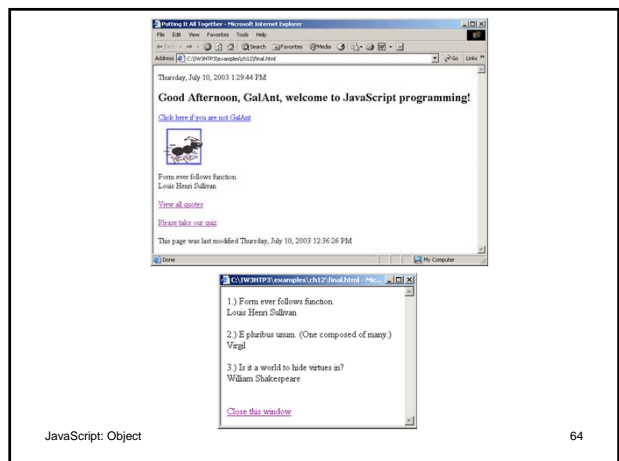 Putting It All Together - Microsoft Internet Explorer
File Edit View Favorites Tools Help
Search Favorites Media
Address C:\IW3HTP3\examples\ch12\final.html Go Links
Thursday, July 10, 2003 1:29:44 PM
Good Afternoon, GalAnt, welcome to JavaScript programming!
Click here if you are not GalAnt
Form ever follows function.
Louis Henri Sullivan
View all quotes
Please take our quiz
This page was last modified Thursday, July 10, 2003 12:36:26 PM
Done My Computer
C:\IW3HTP3\examples\ch12\final.html - Mic...
1.) Form ever follows function.
Louis Henri Sullivan
2.) E pluribus unum. (One composed of many.)
Virgil
3.) Is it a world to hide virtues in?
William Shakespeare
Close this window
JavaScript: Object 64